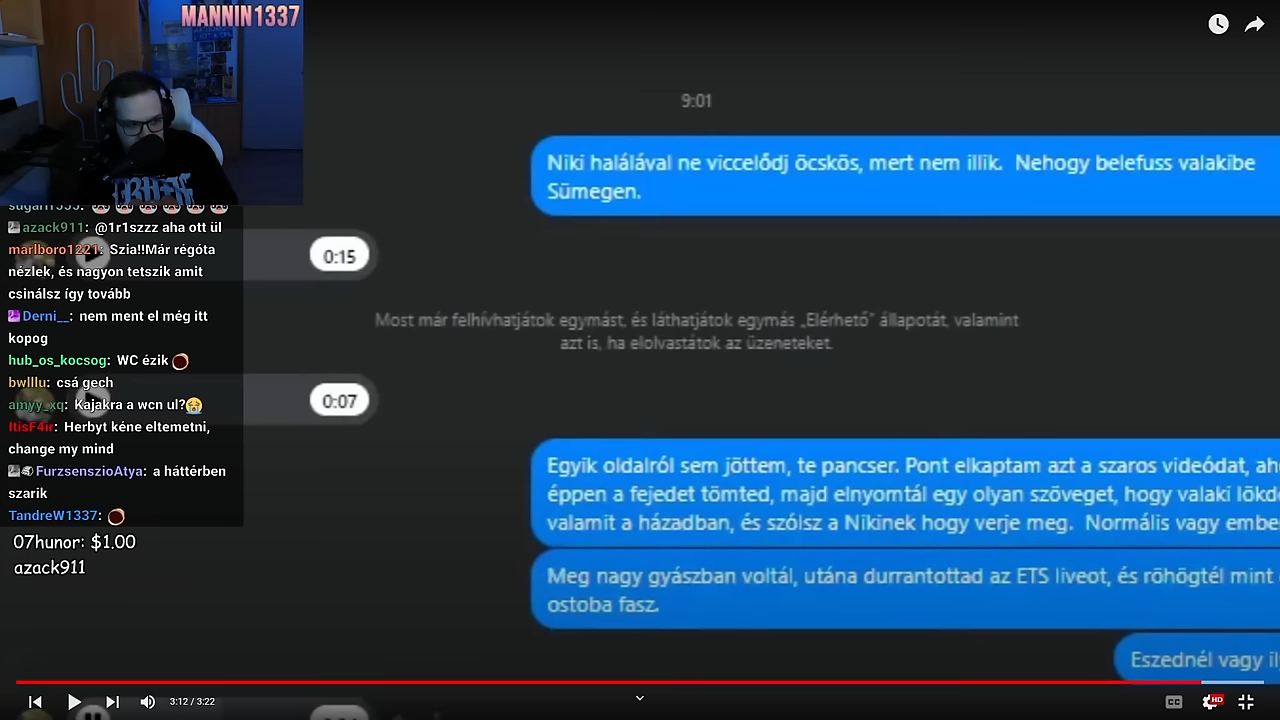 MANNIN1337
9:01
Niki halálával ne viccelődj öcskös, mert nem illik.  Nehogy belefuss valakibe
Sümegen.
azack911: @1r1szzz aha ott ül
marlboro1221: Szia!!Már régóta
nézlek, és nagyon tetszik amit
csinálsz így tovább
Derni__: nem ment el még itt
kopog
hub_os_kocsog: WC ézik
bwlllu: csá gech
amyy_xq: Kajakra a wcn ul?😭
ItisF4ir: Herbyt kéne eltemetni,
change my mind
FurzsenszioAtya: a háttérben
szarik
TandreW1337:
07hunor: $1.00
azack911
0:15
Most már felhívhatjátok egymást, és láthatjátok egymás „Elérhető” állapotát, valamint
azt is, ha elolvastátok az üzeneteket.
0:07
Egyik oldalról sem jöttem, te pancser. Pont elkaptam azt a szaros videódat, ah
éppen a fejedet tömted, majd elnyomtál egy olyan szöveget, hogy valaki lökd
valamit a házadban, és szólsz a Nikinek hogy verje meg.  Normális vagy embe
Meg nagy gyászban voltál, utána durrantottad az ETS liveot, és röhögtél mint
ostoba fasz.
Eszednél vagy il
3:12 / 3:22
CC
HD